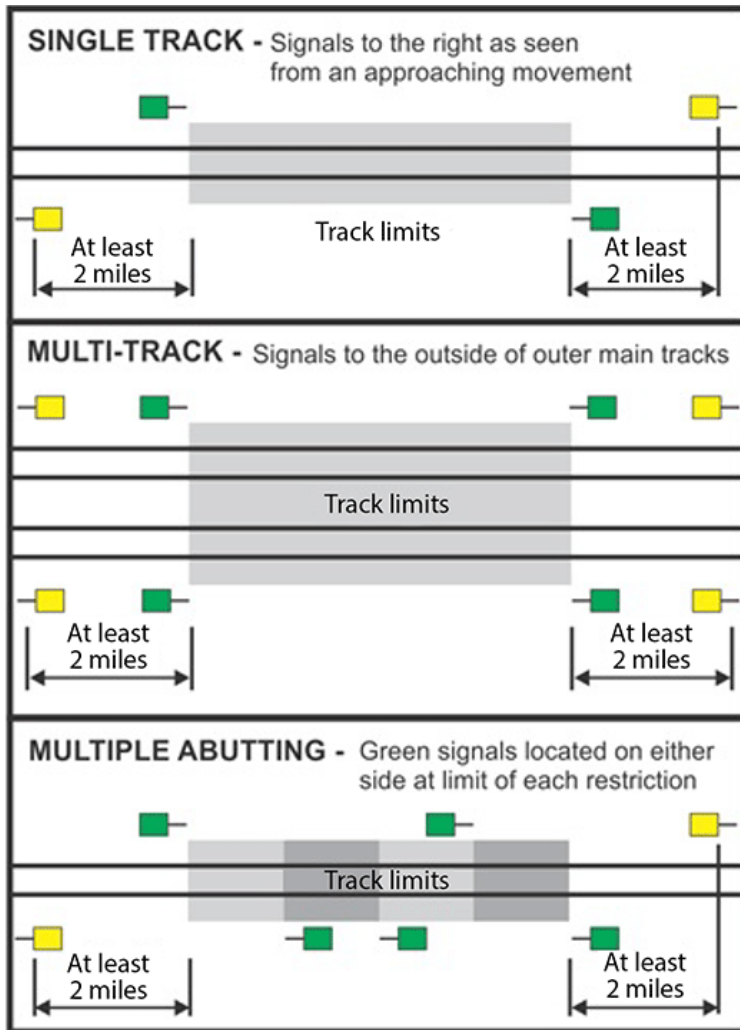 SINGLE TRACK - Signals to the right as seen
from an approaching movement
Track limits
At least
2 miles
At least
2 miles
MULTI-TRACK - Signals to the outside of outer main tracks
Track limits
At least
2 miles
At least
2 miles
MULTIPLE ABUTTING - Green signals located on either
side at limit of each restriction
Track limits
At least
2 miles
At least
2 miles